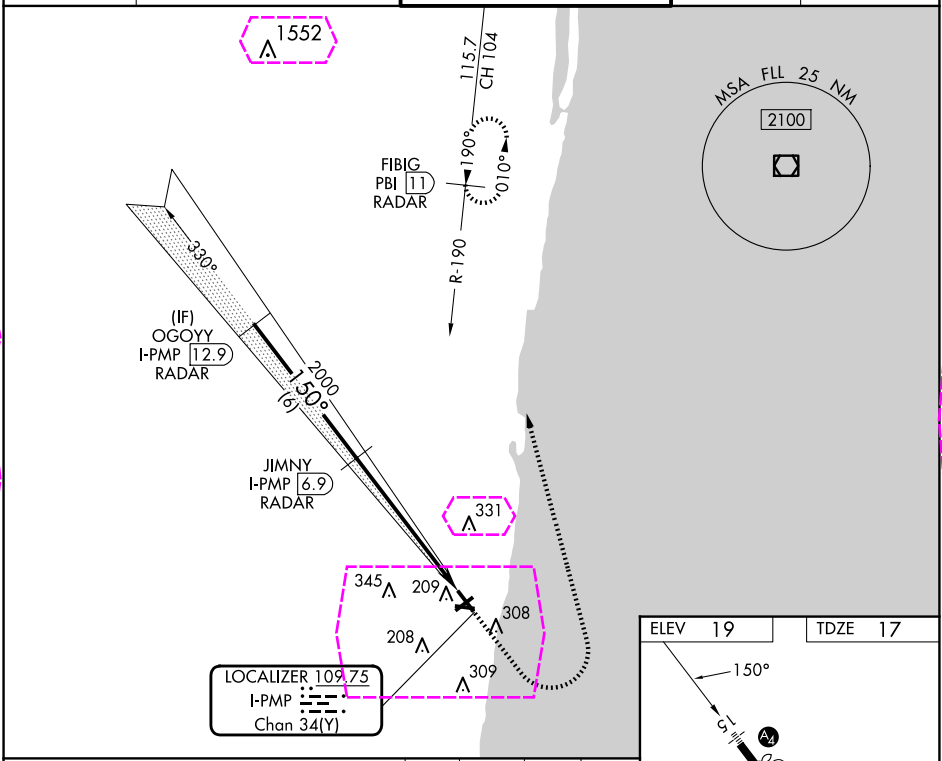 1552
115.7
CH 104
MSA FLL 25 NM
2100
190°
010°
FIBIG
PBI 11
RADAR
R-190
330°
(IF)
OGOYY
I-PMP 12.9
RADAR
2000
150°
(6)
JIMNY
I-PMP 6.9
RADAR
331
345
209
308
208
309
LOCALIZER 109.75
I-PMP
Chan 34(Y)
ELEV 19
TDZE 17
150°
15
A4